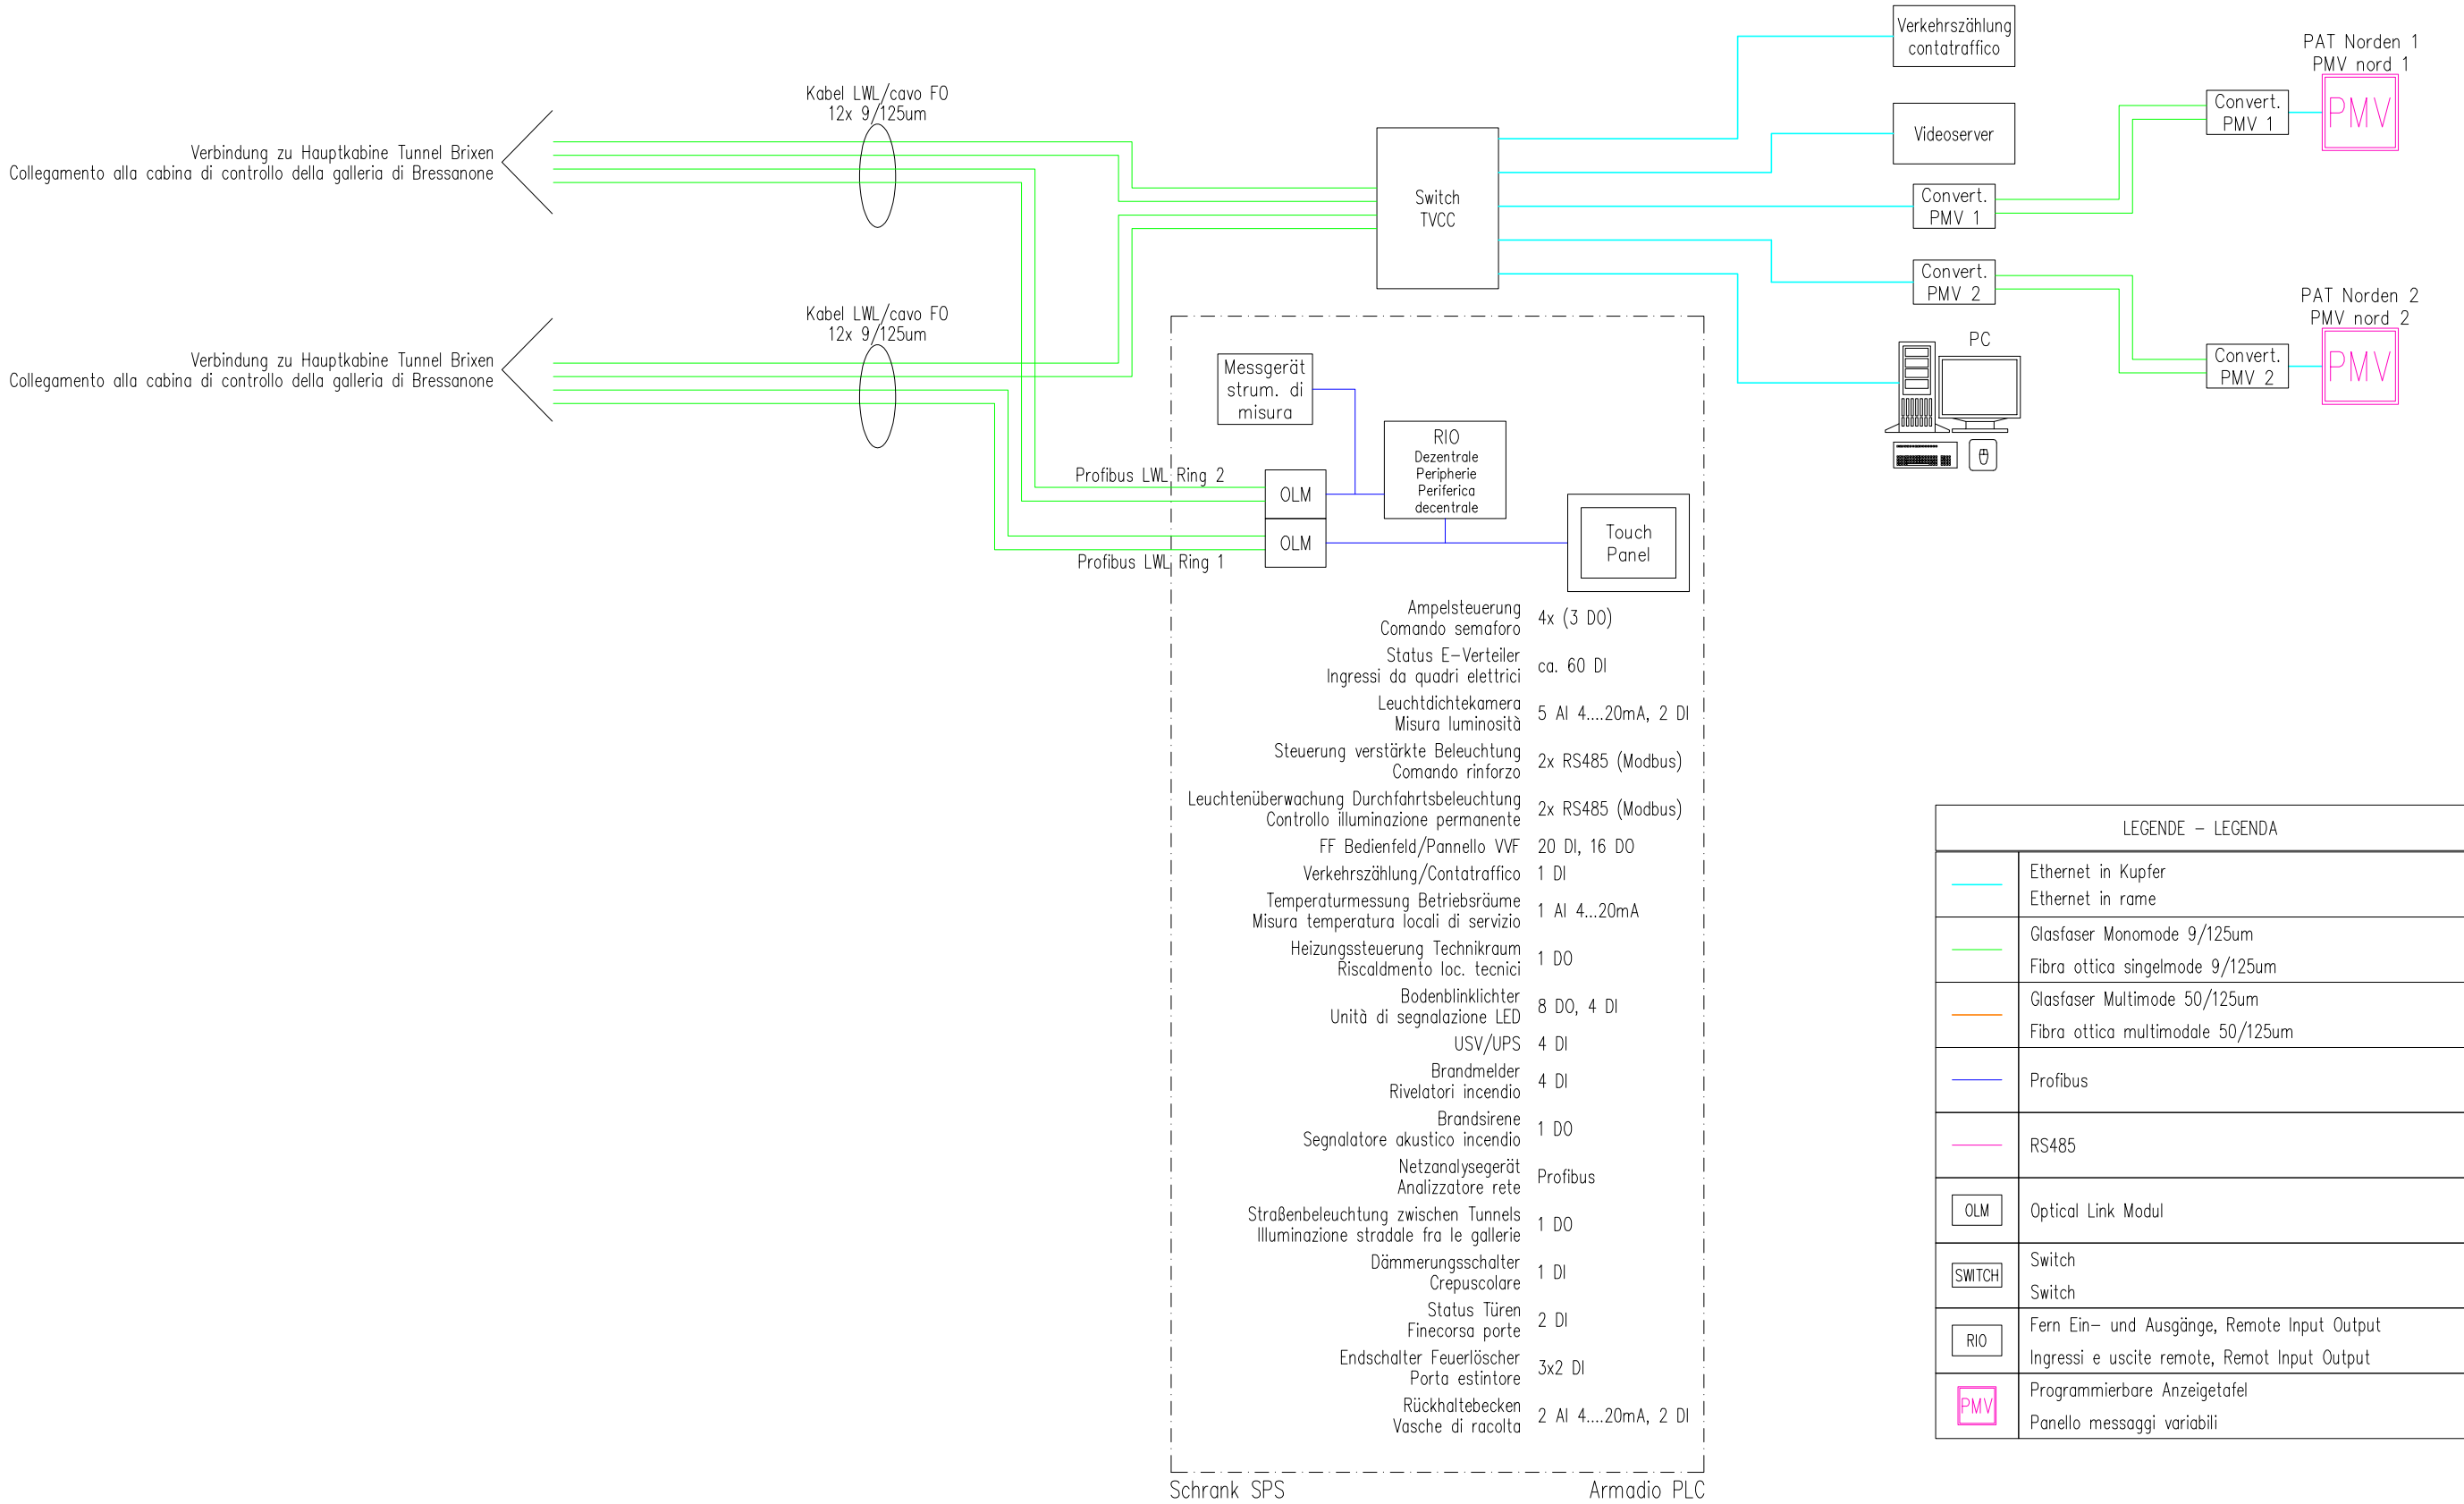 Verbindung zu Hauptkabine Tunnel Brixen
Collegamento alla cabina di controllo della galleria di Bressanone
Kabel LWL/cavo FO
12x 9/125um
Verbindung zu Hauptkabine Tunnel Brixen
Collegamento alla cabina di controllo della galleria di Bressanone
Kabel LWL/cavo FO
12x 9/125um
Switch
TVCC
Verkehrszählung
contatraffico
Videoserver
Convert.
PMV 1
Convert.
PMV 2
PC
Convert.
PMV 1
PAT Norden 1
PMV nord 1
PMV
Convert.
PMV 2
PAT Norden 2
PMV nord 2
PMV
Messgerät
strum. di
misura
RIO
Dezentrale
Peripherie
Periferica
decentrale
Profibus LWL Ring 2
OLM
OLM
Profibus LWL Ring 1
Touch
Panel
Ampelsteuerung
Comando semaforo
4x (3 DO)
Status E-Verteiler
Ingressi da quadri elettrici
ca. 60 DI
Leuchtdichtekamera
Misura luminosità
5 AI 4....20mA, 2 DI
Steuerung verstärkte Beleuchtung
Comando rinforzo
2x RS485 (Modbus)
Leuchtenüberwachung Durchfahrtsbeleuchtung
Controllo illuminazione permanente
2x RS485 (Modbus)
FF Bedienfeld/Pannello VVF 20 DI, 16 DO
Verkehrszählung/Contatraffico 1 DI
Temperaturmessung Betriebsräume
Misura temperatura locali di servizio
1 AI 4...20mA
Heizungssteuerung Technikraum
Riscaldmento loc. tecnici
1 DO
Bodenblinklichter
Unità di segnalazione LED
8 DO, 4 DI
USV/UPS 4 DI
Brandmelder
Rivelatori incendio
4 DI
Brandsirene
Segnalatore akustico incendio
1 DO
Netzanalysegerät
Analizzatore rete
Profibus
Straßenbeleuchtung zwischen Tunnels
Illuminazione stradale fra le gallerie
1 DO
Dämmerungsschalter
Crepuscolare
1 DI
Status Türen
Finecorsa porte
2 DI
Endschalter Feuerlöscher
Porta estintore
3x2 DI
Rückhaltebecken
Vasche di racolta
2 AI 4....20mA, 2 DI
Schrank SPS
Armadio PLC
LEGENDE - LEGENDA
Ethernet in Kupfer
Ethernet in rame
Glasfaser Monomode 9/125um
Fibra ottica singelmode 9/125um
Glasfaser Multimode 50/125um
Fibra ottica multimodale 50/125um
Profibus
RS485
OLM
Optical Link Modul
SWITCH
Switch
Switch
RIO
Fern Ein- und Ausgänge, Remote Input Output
Ingressi e uscite remote, Remot Input Output
PMV
Programmierbare Anzeigetafel
Panello messaggi variabili